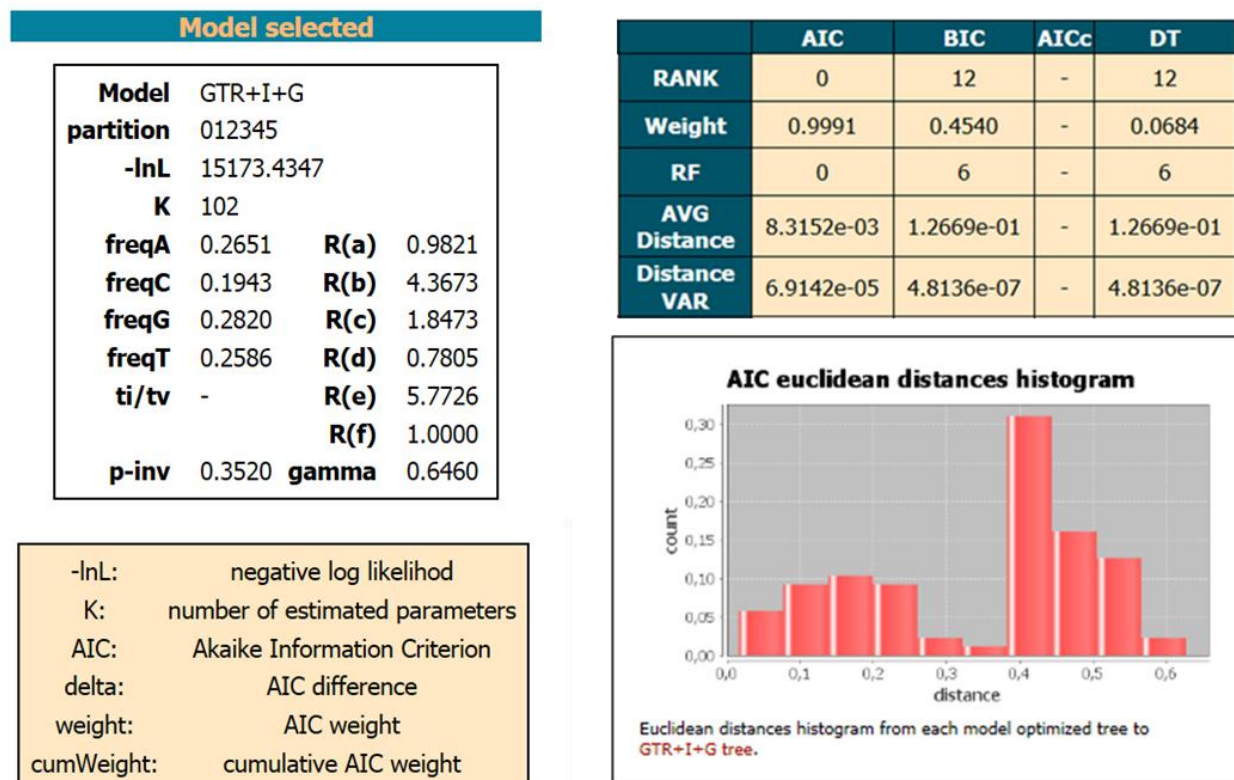 Model selected
Model GTR+I+G
partition 012345
-lnL 15173.4347
K 102
freqA 0.2651 R(a) 0.9821
freqC 0.1943 R(b) 4.3673
freqG 0.2820 R(c) 1.8473
freqT 0.2586 R(d) 0.7805
ti/tv - R(e) 5.7726
R(f) 1.0000
p-inv 0.3520 gamma 0.6460
-lnL: negative log likelihod
K: number of estimated parameters
AIC: Akaike Information Criterion
delta: AIC difference
weight: AIC weight
cumWeight: cumulative AIC weight
AIC BIC AICc DT
RANK 0 12 - 12
Weight 0.9991 0.4540 - 0.0684
RF 0 6 - 6
AVG
Distance 8.3152e-03 1.2669e-01 - 1.2669e-01
Distance
VAR 6.9142e-05 4.8136e-07 - 4.8136e-07
AIC euclidean distances histogram
count
0,30
0,25
0,20
0,15
0,10
0,05
0,00
0,0 0,1 0,2 0,3 0,4 0,5 0,6
distance
Euclidean distances histogram from each model optimized tree to
GTR+I+G tree.